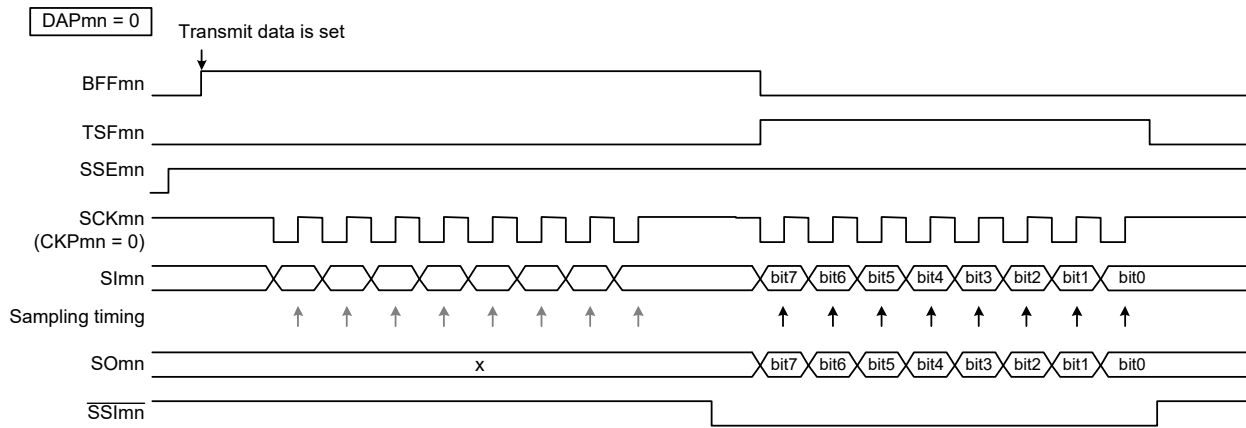 DAPmn = 0
Transmit data is set
BFFmn
TSFmn
SSEmn
SCKmn
(CKPmn = 0)
SImn
bit7 bit6 bit5 bit4 bit3 bit2 bit1 bit0
Sampling timing
SOmn
x
bit7 bit6 bit5 bit4 bit3 bit2 bit1 bit0
SSImn